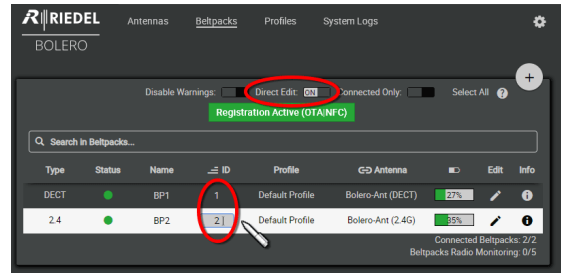 RIEDEL Antennas Beltpacks Profiles System Logs
BOLERO
+
Disable Warnings: Direct Edit: ON Connected Only: Select All ?
Registration Active (OTA|NFC)
Search in Beltpacks...
Type Status Name ID Profile Antenna Edit Info
DECT BP1 1 Default Profile Bolero-Ant (DECT) 27%
2.4 BP2 2 Default Profile Bolero-Ant (2.4G) 35%
Connected Beltpacks: 2/2
Beltpacks Radio Monitoring: 0/5